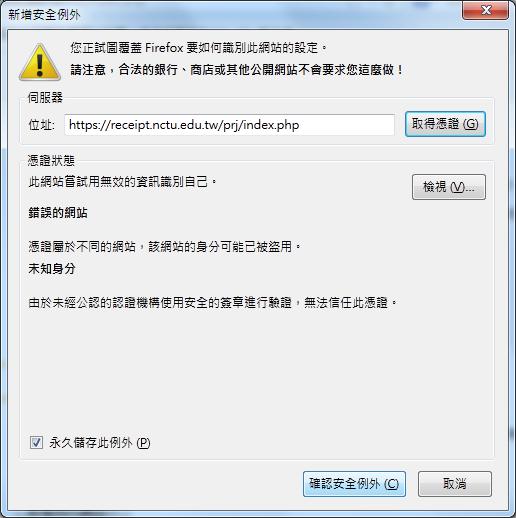 新增安全例外
您正試圖覆蓋 Firefox 要如何識別此網站的設定。
請注意，合法的銀行、商店或其他公開網站不會要求您這麼做！
伺服器
位址: https://receipt.nctu.edu.tw/prj/index.php 取得憑證 (G)
憑證狀態
此網站嘗試用無效的資訊識別自己。 檢視 (V)...
錯誤的網站
憑證屬於不同的網站，該網站的身分可能已被盜用。
未知身分
由於未經公認的認證機構使用安全的簽章進行驗證，無法信任此憑證。
永久儲存此例外 (P)
確認安全例外 (C) 取消